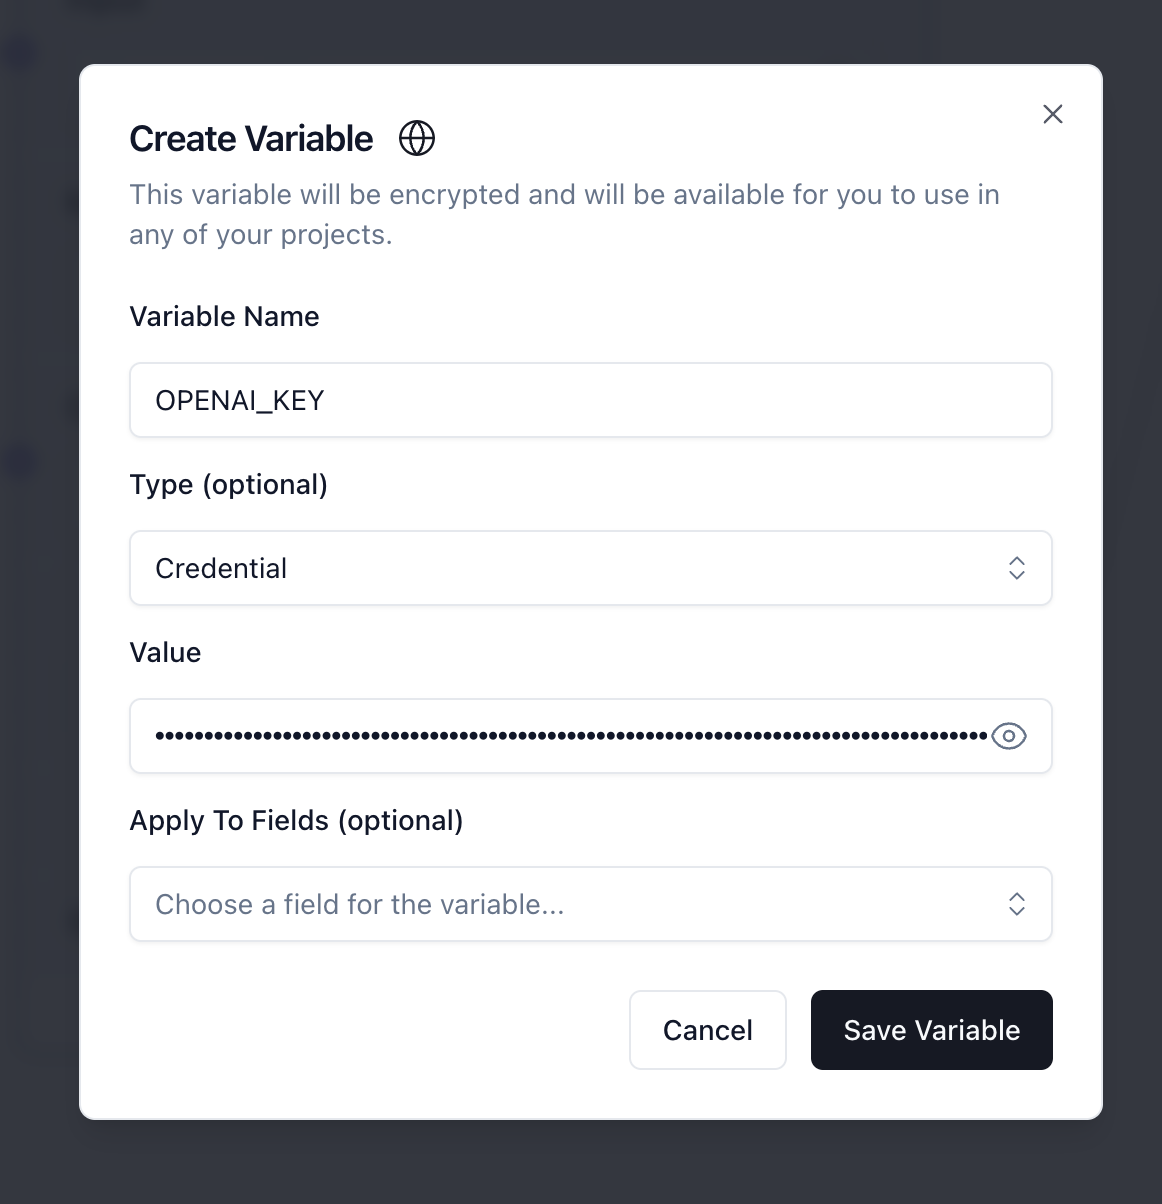 Create Variable
This variable will be encrypted and will be available for you to use in
any of your projects.
Variable Name
OPENAI_KEY
Type (optional)
Credential
Value
Apply To Fields (optional)
Choose a field for the variable...
Cancel
Save Variable